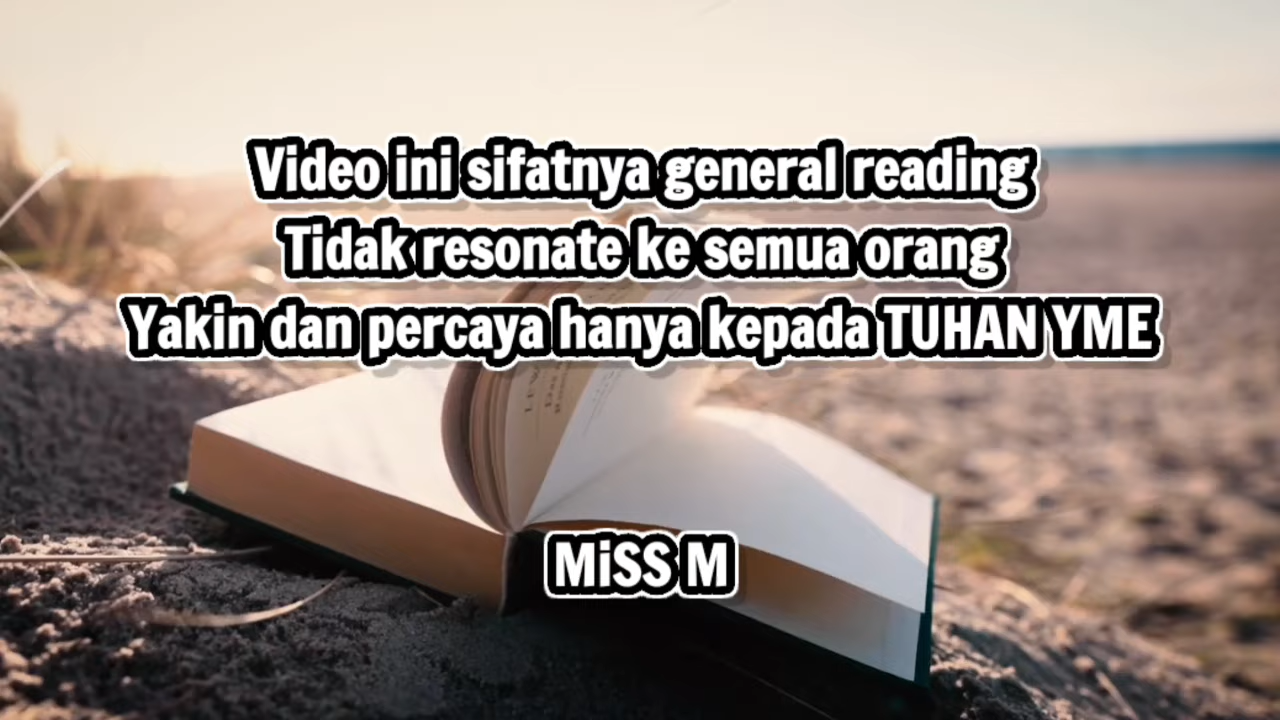 Video ini sifatnya general reading
Tidak resonate ke semua orang
Yakin dan percaya hanya kepada TUHAN YME
MiSS M